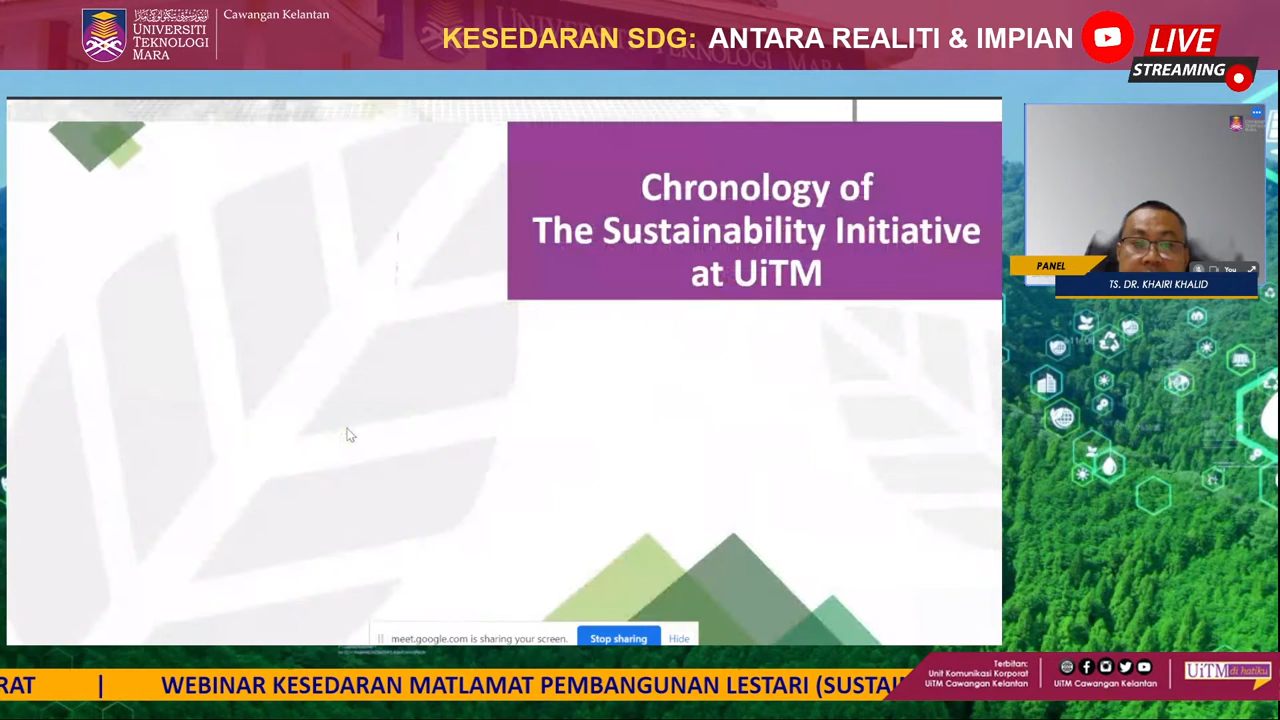 UNIVERSITI
TEKNOLOGI
MARA
Cawangan Kelantan
KESEDARAN SDG: ANTARA REALITI & IMPIAN
LIVE
STREAMING
Chronology of
The Sustainability Initiative
at UiTM
PANEL
You
TS. DR. KHAIRI KHALID
meet.google.com is sharing your screen.
Stop sharing
Hide
RAT | WEBINAR KESEDARAN MATLAMAT PEMBANGUNAN LESTARI (SUSTAI
Terbitan:
Unit Komunikasi Korporat
UiTM Cawangan Kelantan
UiTM Cawangan Kelantan
UiTM di hatiku